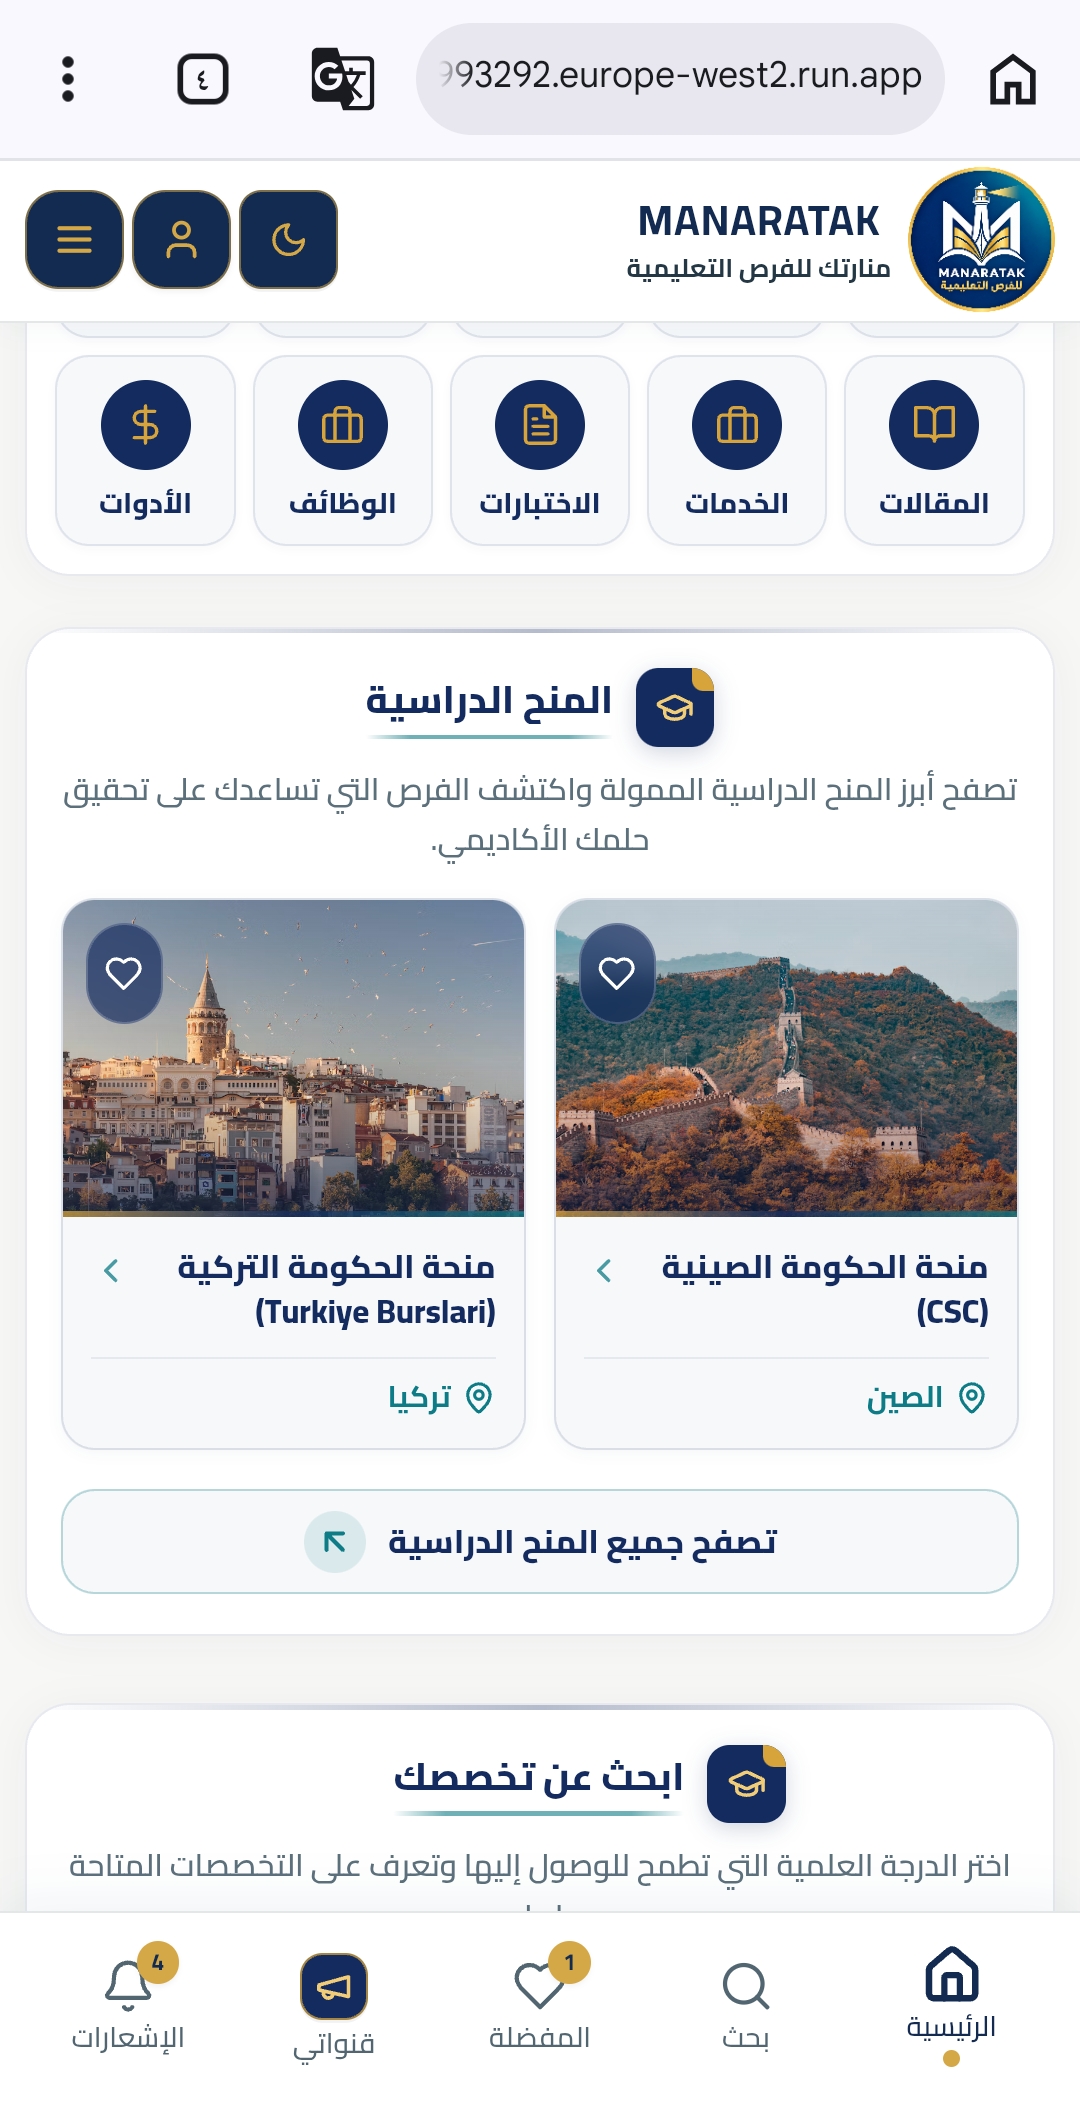 993292.europe-west2.run.app
٤
MANARATAK
منارتك للفرص التعليمية
MANARATAK
للفرص التعليمية
المقالات
الخدمات
الاختبارات
الوظائف
الأدوات
المنح الدراسية
تصفح أبرز المنح الدراسية الممولة واكتشف الفرص التي تساعدك على تحقيق
حلمك الأكاديمي.
منحة الحكومة الصينية
(CSC)
الصين
منحة الحكومة التركية
(Turkiye Burslari)
تركيا
تصفح جميع المنح الدراسية
ابحث عن تخصصك
اختر الدرجة العلمية التي تطمح للوصول إليها وتعرف على التخصصات المتاحة
الرئيسية
بحث
1
المفضلة
قنواتي
4
الإشعارات